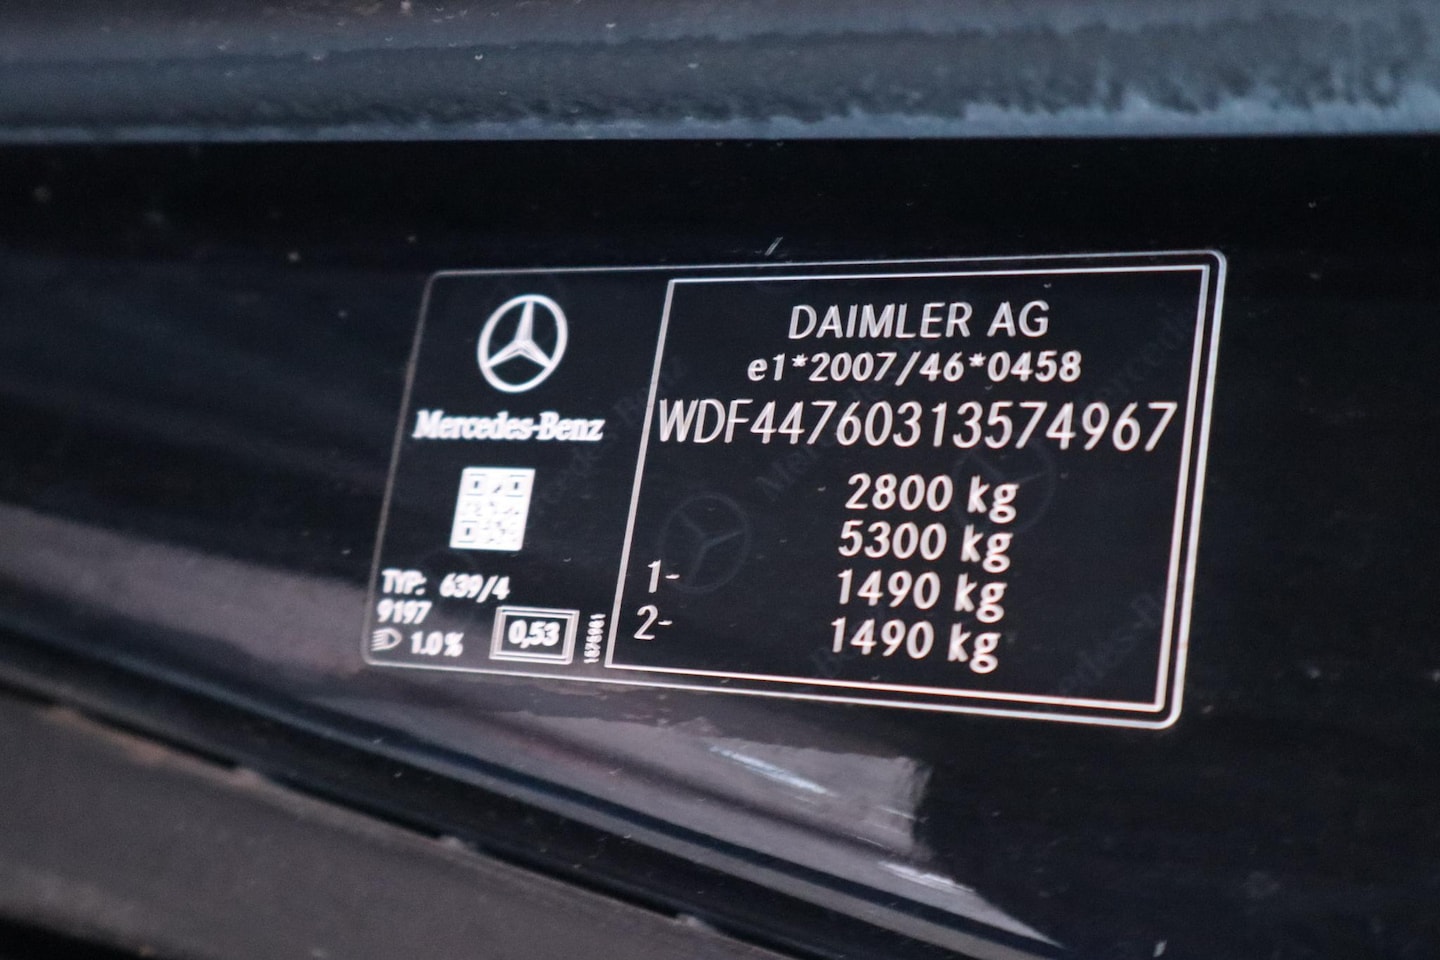 Mercedes-Benz
TYP: 639/4
9197
1.0%
0,53
DAIMLER AG
e1*2007/46*0458
WDF44760313574967
2800 kg
5300 kg
1- 1490 kg
2- 1490 kg